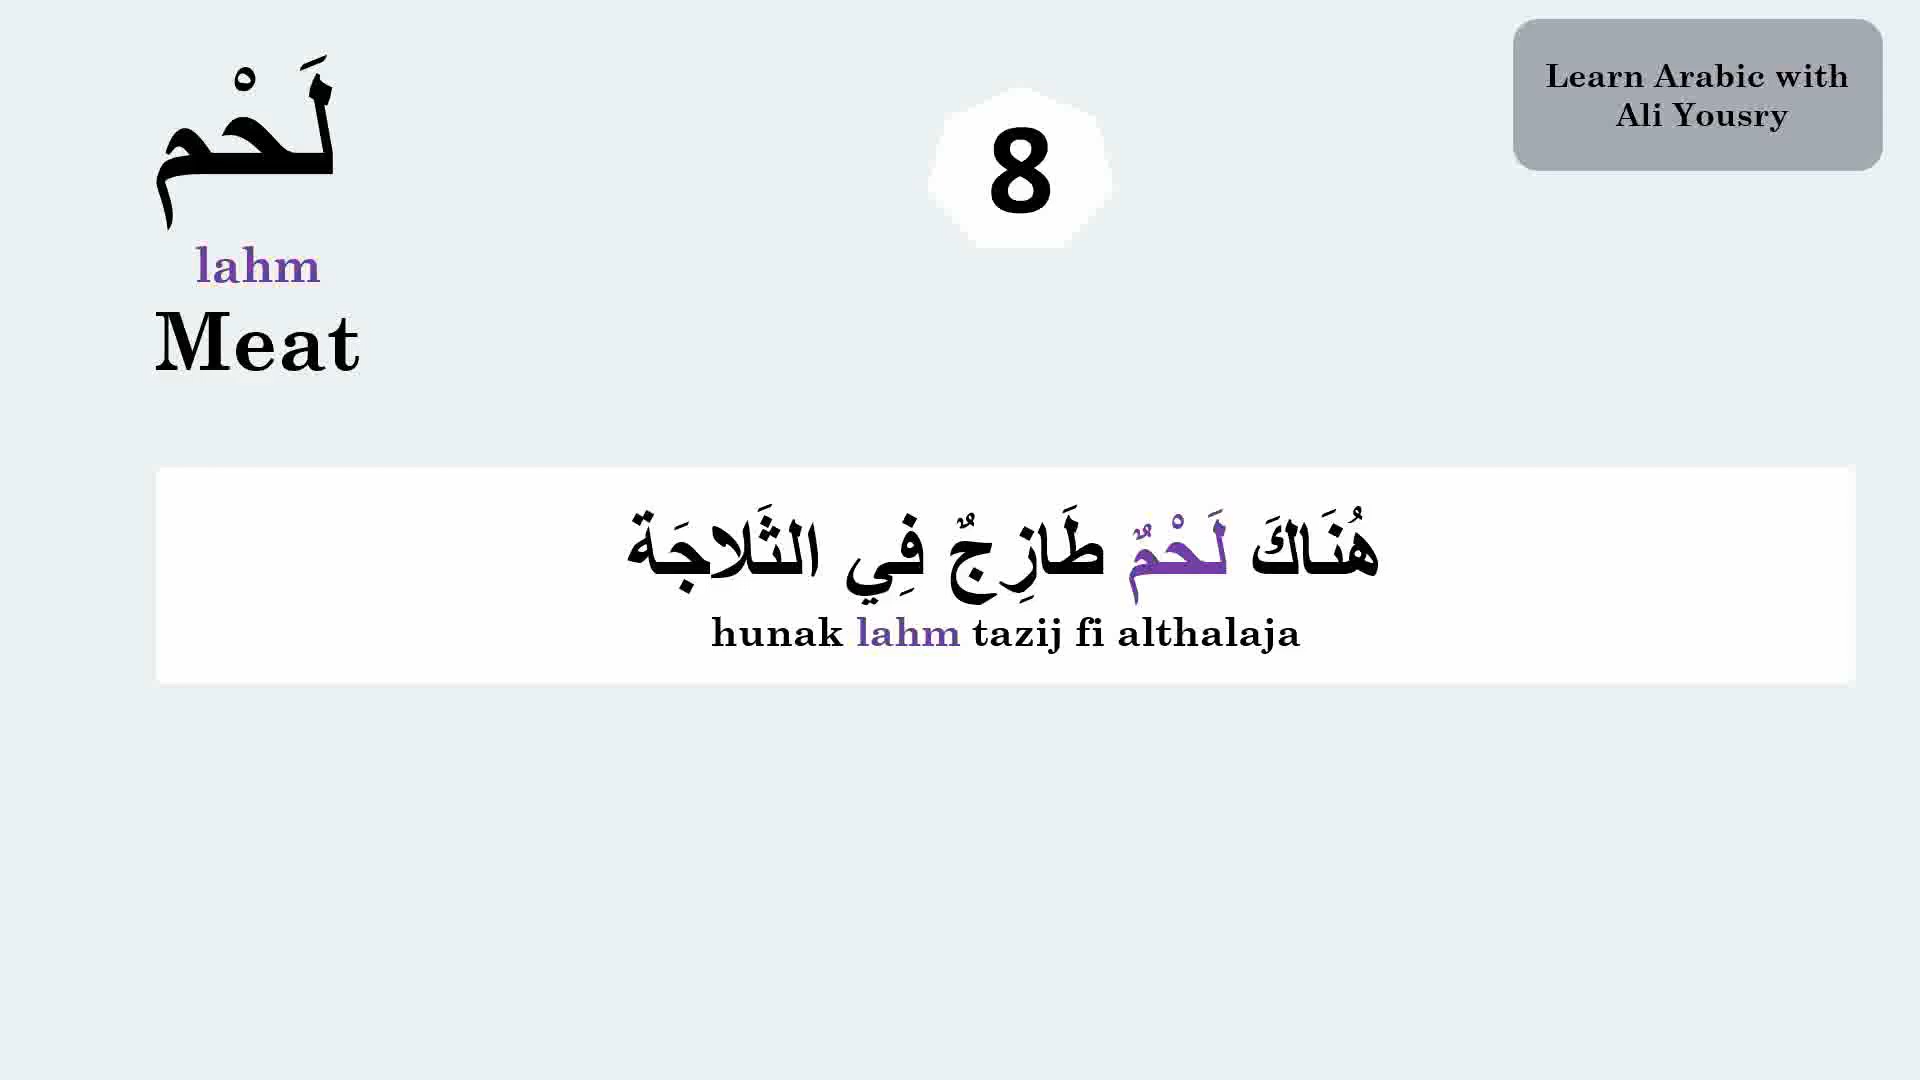 لَحْم
lahm
Meat
8
Learn Arabic with
Ali Yousry
هُنَاكَ لَحْمٌ طَازِجٌ فِي الثَلاجَة
hunak lahm tazij fi althalaja